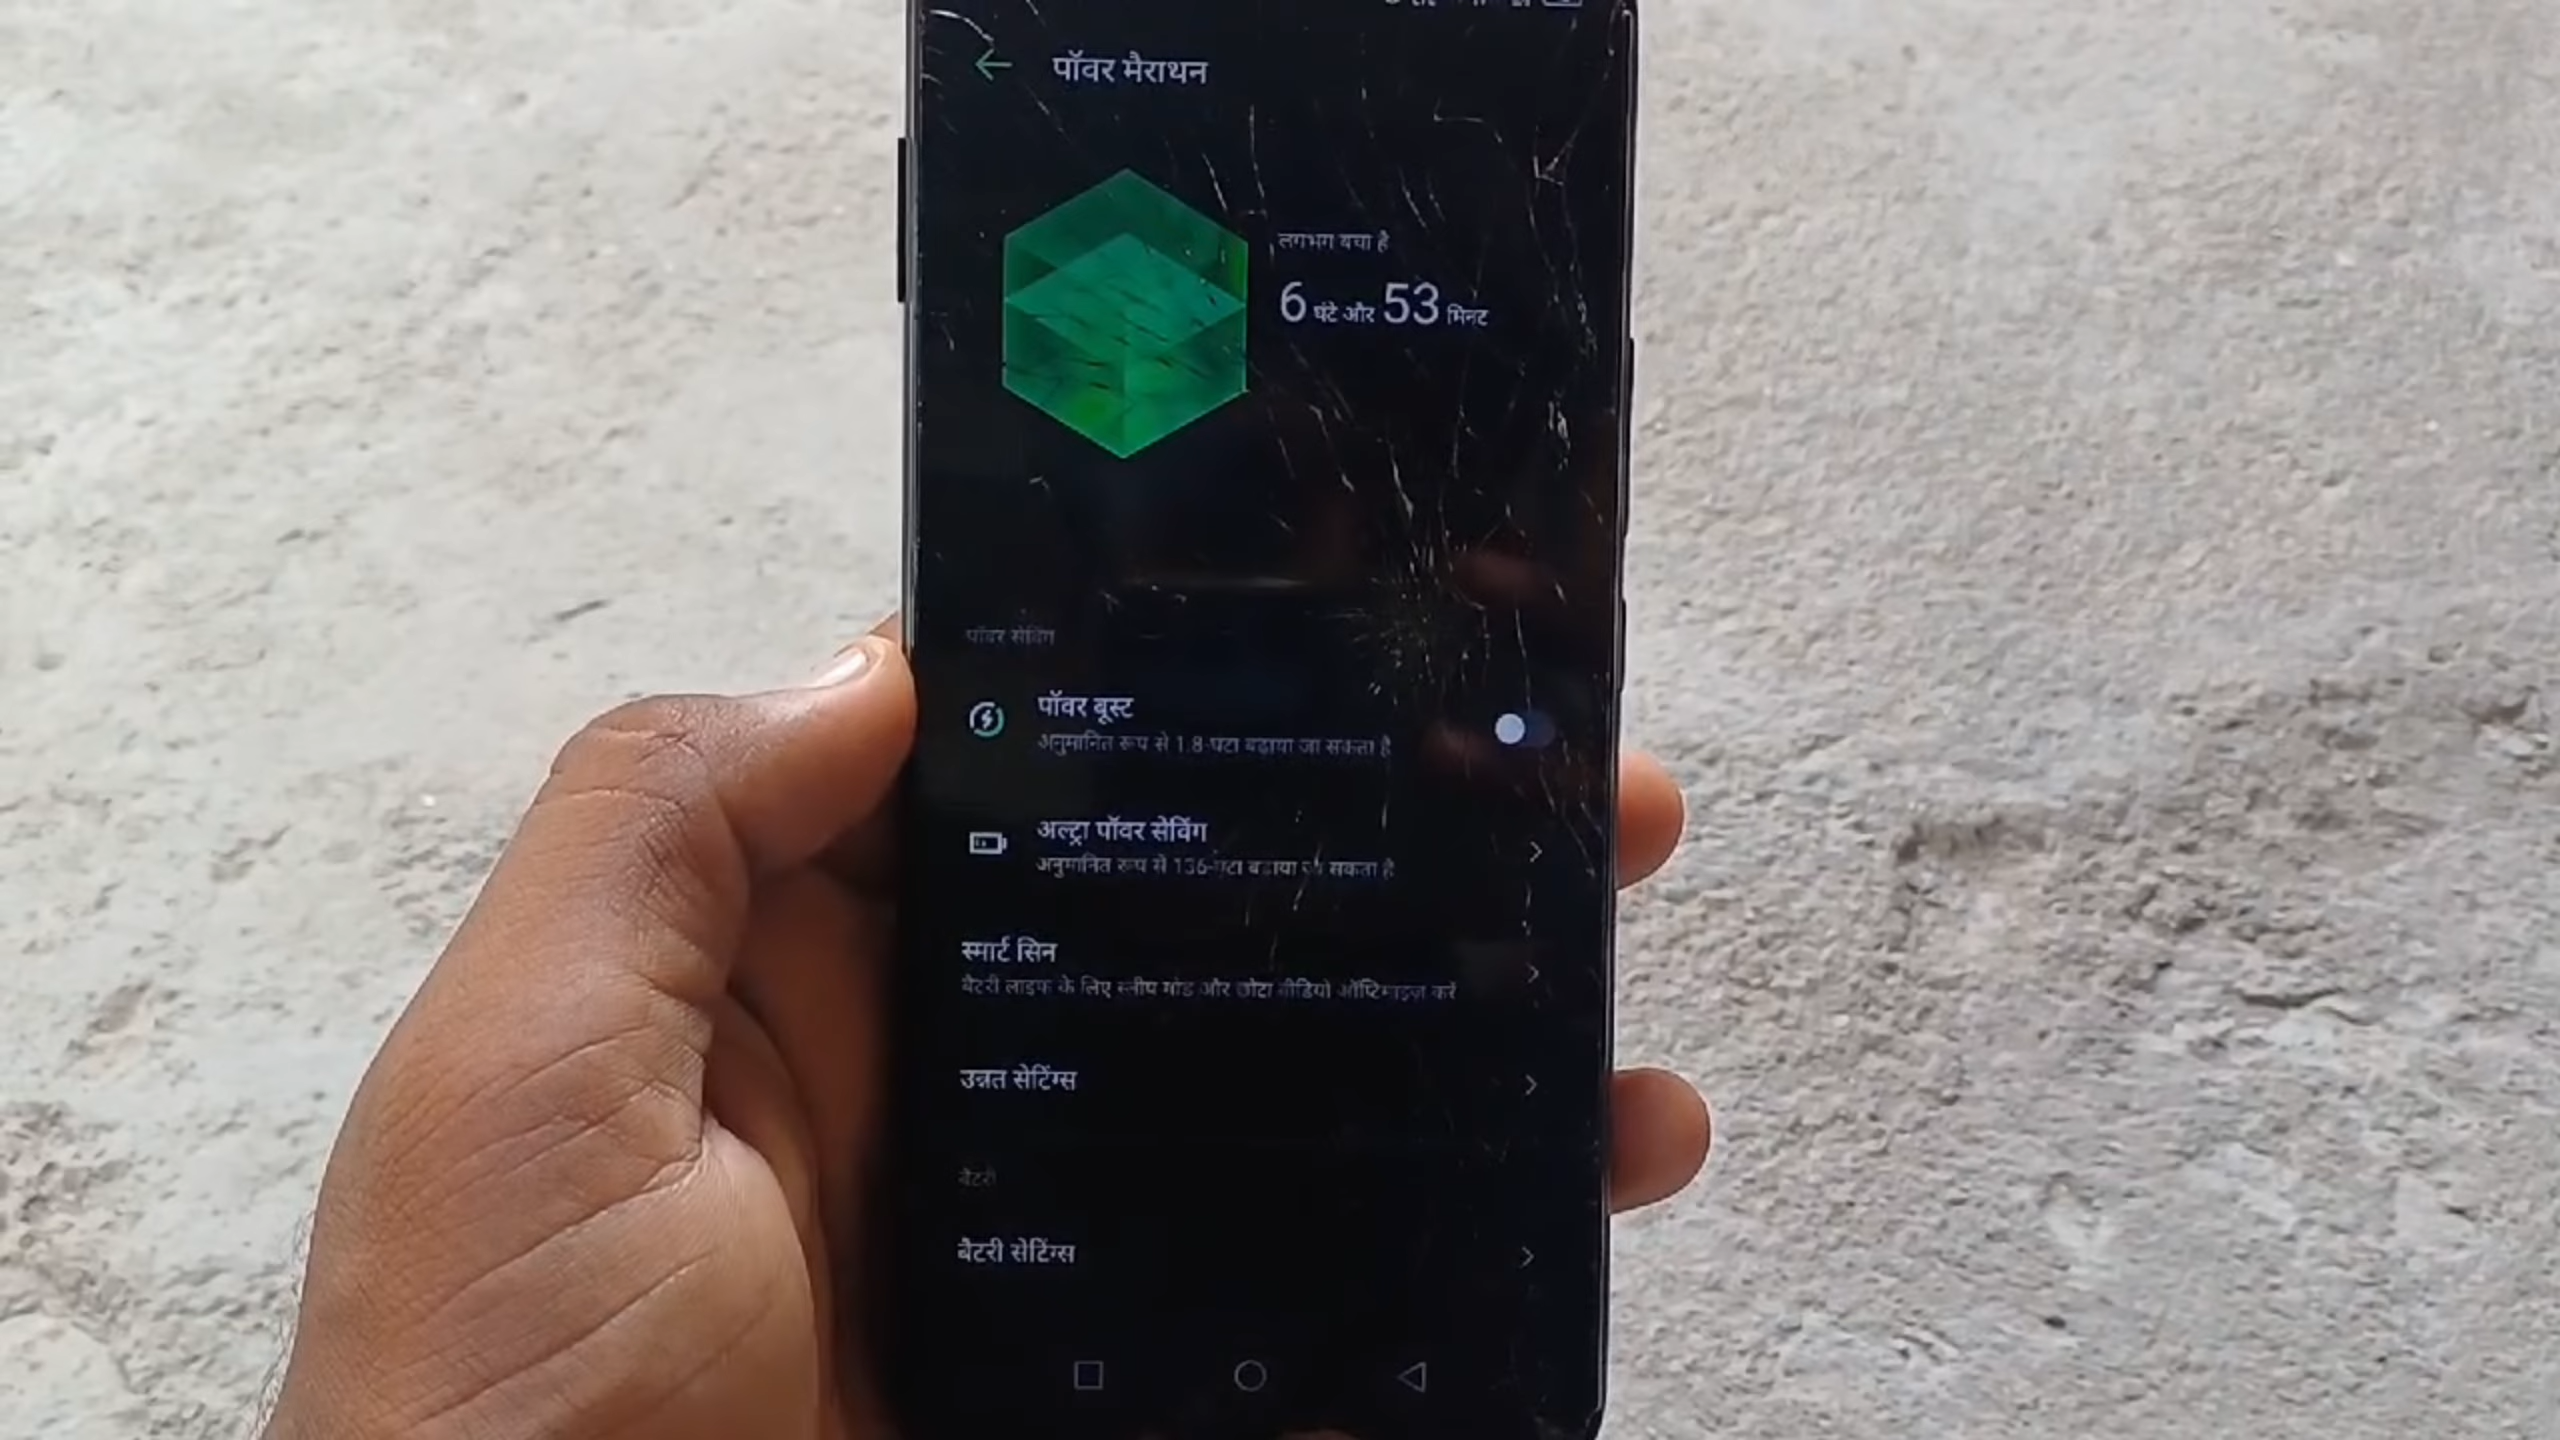 पॉवर मैराथन
लगभग बचा है
6 घंटे और 53 मिनट
पॉवर सेविंग
पॉवर बूस्ट
अनुमानित रूप से 1.8-घंटा बढ़ाया जा सकता है
अल्ट्रा पॉवर सेविंग
अनुमानित रूप से 136-घंटा बढ़ाया जा सकता है
स्मार्ट सिन
बैटरी लाइफ के लिए स्लीप मोड और छोटा वीडियो ऑप्टिमाइज़ करें
उन्नत सेटिंग्स
बैटरी
बैटरी सेटिंग्स